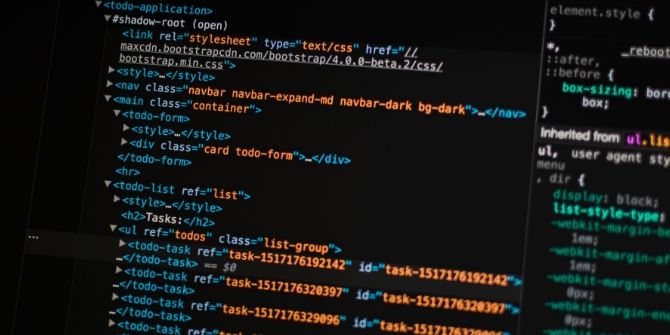 ▼<todo-application>
▼#shadow-root (open)
<link rel="stylesheet" type="text/css" href="//
maxcdn.bootstrapcdn.com/bootstrap/4.0.0-beta.2/css/
bootstrap.min.css">
▶<style>…</style>
▶<nav class="navbar navbar-expand-md navbar-dark bg-dark">…</nav>
▼<main class="container">
▼<todo-form>
▶<style>…</style>
▶<div class="card todo-form">…</div>
</todo-form>
<hr>
▼<todo-list ref="list">
▶<style>…</style>
<h2>Tasks:</h2>
▼<ul ref="todos" class="list-group">
▶<todo-task ref="task-1517176192142" id="task-1517176192142">
…</todo-task> == $0
▶<todo-task ref="task-1517176320397" id="task-1517176320397">
…</todo-task>
▶<todo-task ref="task-1517176329096"
…</todo-task>
▶<todo-task
element.style {
}
*, _reboot
::after,
::before {
box-sizing: bor
box;
}
Inherited from ul.lis
ul, user agent sty
menu
, dir {
display: block;
list-style-type:
-webkit-margin-be
1em;
-webkit-margin-af
1em;
-webkit-margin-st
0px;
-webkit-margin-
0px;